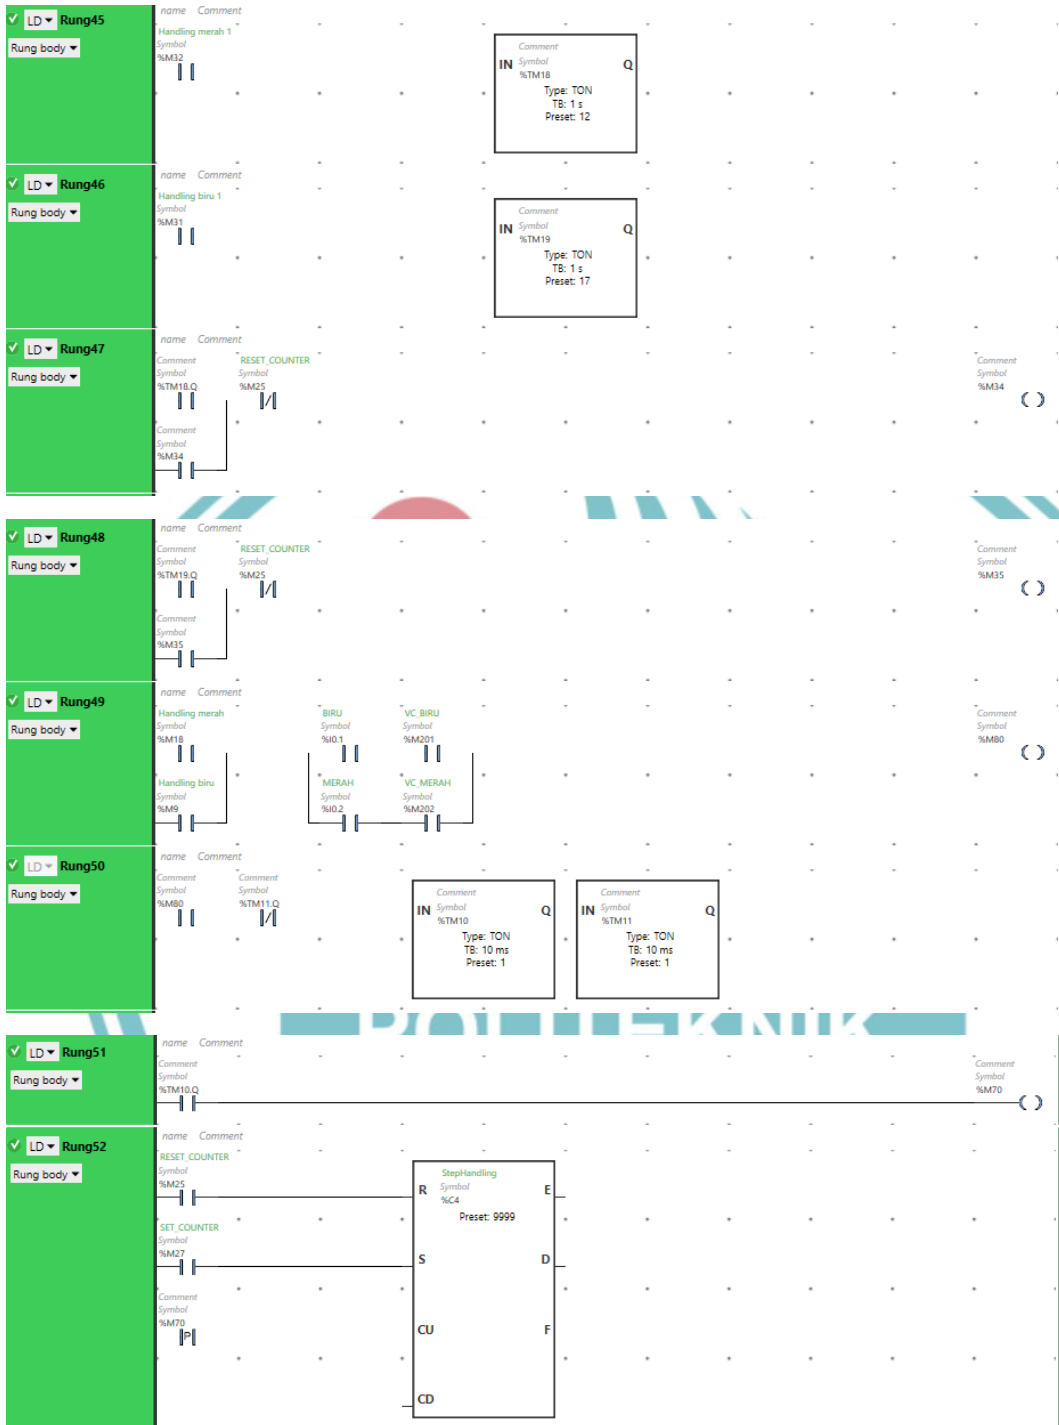 LD Rung45
Rung body
name Comment
Handling merah 1
Symbol
%M32
Comment
IN Symbol Q
%TM18
Type: TON
TB: 1 s
Preset: 12
LD Rung46
Rung body
name Comment
Handling biru 1
Symbol
%M31
Comment
IN Symbol Q
%TM19
Type: TON
TB: 1 s
Preset: 17
LD Rung47
Rung body
name Comment
Comment RESET_COUNTER Comment
Symbol Symbol Symbol
%TM18.Q %M25 %M34
Comment
Symbol
%M34
LD Rung48
Rung body
name Comment
Comment RESET_COUNTER Comment
Symbol Symbol Symbol
%TM19.Q %M25 %M35
Comment
Symbol
%M35
LD Rung49
Rung body
name Comment
Handling merah BIRU VC_BIRU Comment
Symbol Symbol Symbol Symbol
%M18 %I0.1 %M201 %M80
Handling biru MERAH VC_MERAH
Symbol Symbol Symbol
%M9 %I0.2 %M202
LD Rung50
Rung body
name Comment
Comment Comment
Symbol Symbol
%M80 %TM11.Q
Comment Comment
IN Symbol Q IN Symbol Q
%TM10 %TM11
Type: TON Type: TON
TB: 10 ms TB: 10 ms
Preset: 1 Preset: 1
POLITEKNIK
LD Rung51
Rung body
name Comment
Comment Comment
Symbol Symbol
%TM10.Q %M70
LD Rung52
Rung body
name Comment
RESET_COUNTER
Symbol
%M25
StepHandling
R Symbol E
%C4
Preset: 9999
SET_COUNTER
Symbol
%M27
S D
Comment
Symbol
%M70
P
CU F
CD